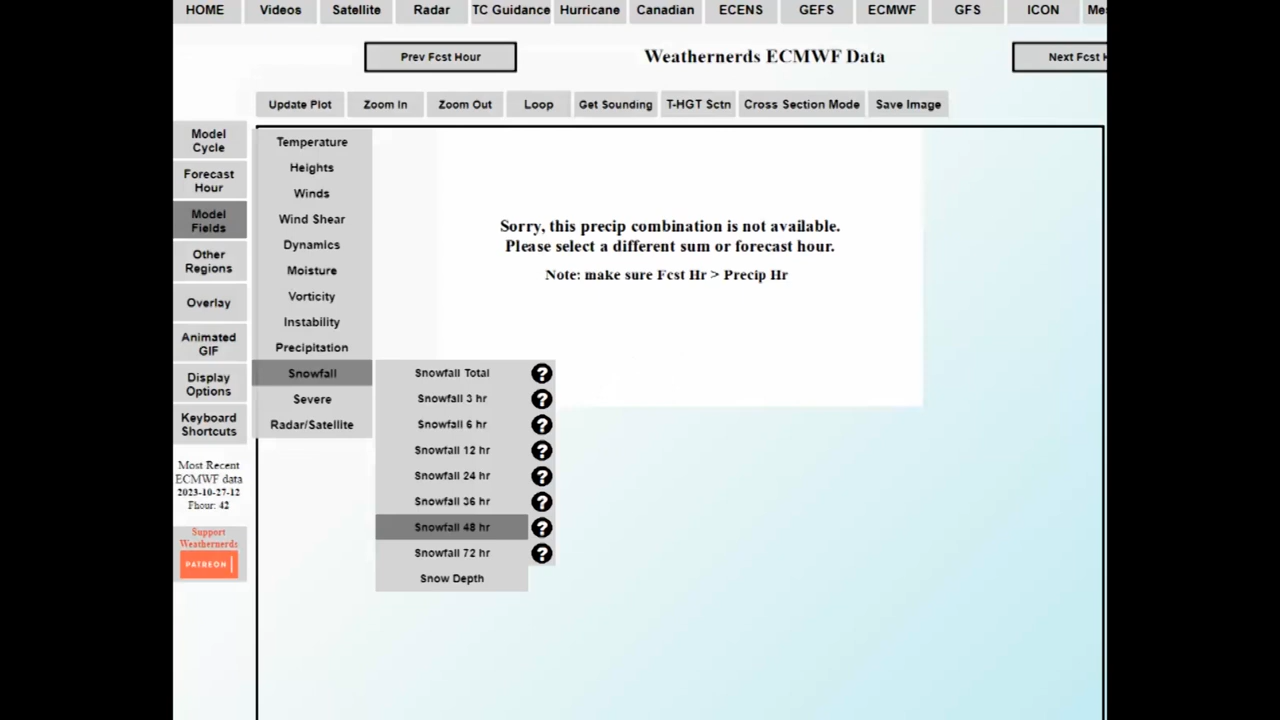 HOME Videos Satellite Radar TC Guidance Hurricane Canadian ECENS GEFS ECMWF GFS ICON
Prev Fcst Hour Weathernerds ECMWF Data Next Fcst
Update Plot Zoom In Zoom Out Loop Get Sounding T-HGT Sctn Cross Section Mode Save Image
Model
Cycle
Forecast
Hour
Model
Fields
Other
Regions
Overlay
Animated
GIF
Display
Options
Keyboard
Shortcuts
Most Recent
ECMWF data
2023-10-27-12
Fhour: 42
Support
Weathernerds
PATREON
Temperature
Heights
Winds
Wind Shear
Dynamics
Moisture
Vorticity
Instability
Precipitation
Snowfall
Severe
Radar/Satellite
Snowfall Total ?
Snowfall 3 hr ?
Snowfall 6 hr ?
Snowfall 12 hr ?
Snowfall 24 hr ?
Snowfall 36 hr ?
Snowfall 48 hr ?
Snowfall 72 hr ?
Snow Depth
Sorry, this precip combination is not available.
Please select a different sum or forecast hour.
Note: make sure Fcst Hr > Precip Hr